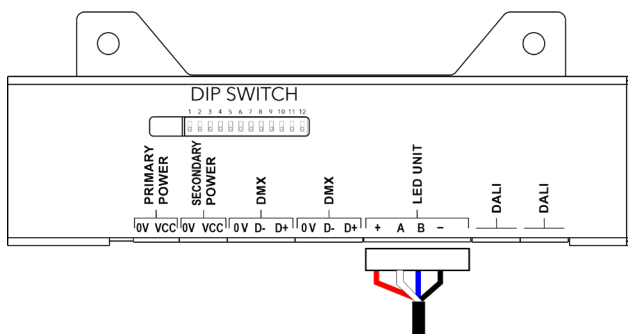 DIP SWITCH
1 2 3 4 5 6 7 8 9 10 11 12
PRIMARY
POWER
SECONDARY
POWER
DMX
DMX
LED UNIT
DALI
DALI
0V VCC 0V VCC 0V D- D+ 0V D- D+ + A B -